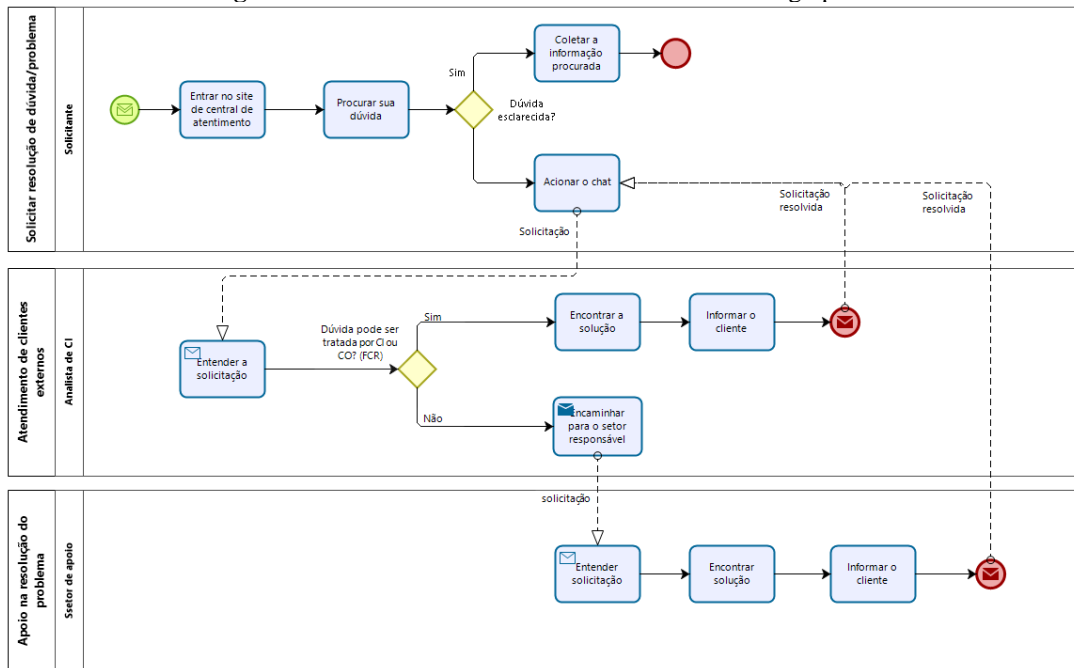 Solicitar resolução de dúvida/problema
Solicitante
Entrar no site
de central de
atentimento
Procurar sua
dúvida
Sim
Dúvida
esclarecida?
Coletar a
informação
procurada
Acionar o chat
Solicitação
Solicitação
resolvida
Solicitação
resolvida
Atendimento de clientes
externos
Analista de CI
Entender a
solicitação
Dúvida pode ser
tratada por CI ou
CO? (FCR)
Sim
Não
Encontrar a
solução
Informar o
cliente
Encaminhar
para o setor
responsável
solicitação
Apoio na resolução do
problema
Ssetor de apoio
Entender
solicitação
Encontrar
solução
Informar o
cliente